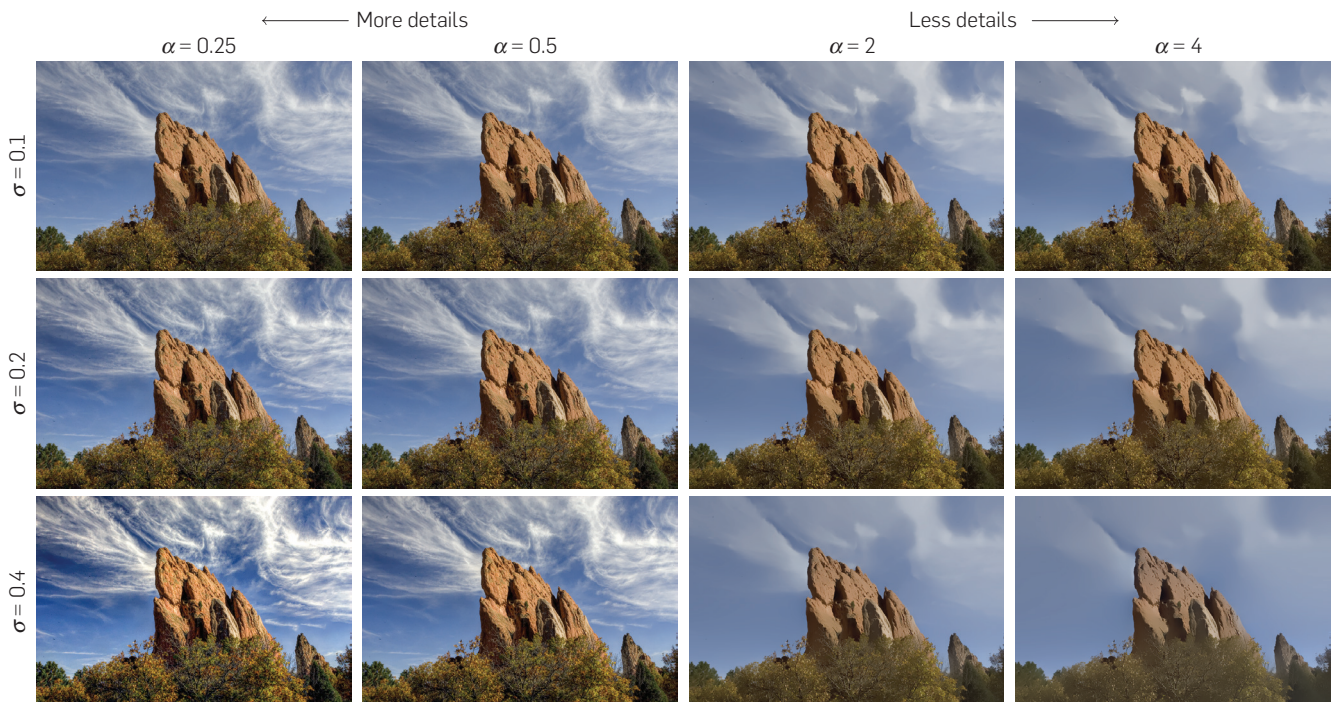 ⟵ More details
Less details ⟶
α = 0.25
α = 0.5
α = 2
α = 4
σ = 0.1
σ = 0.2
σ = 0.4